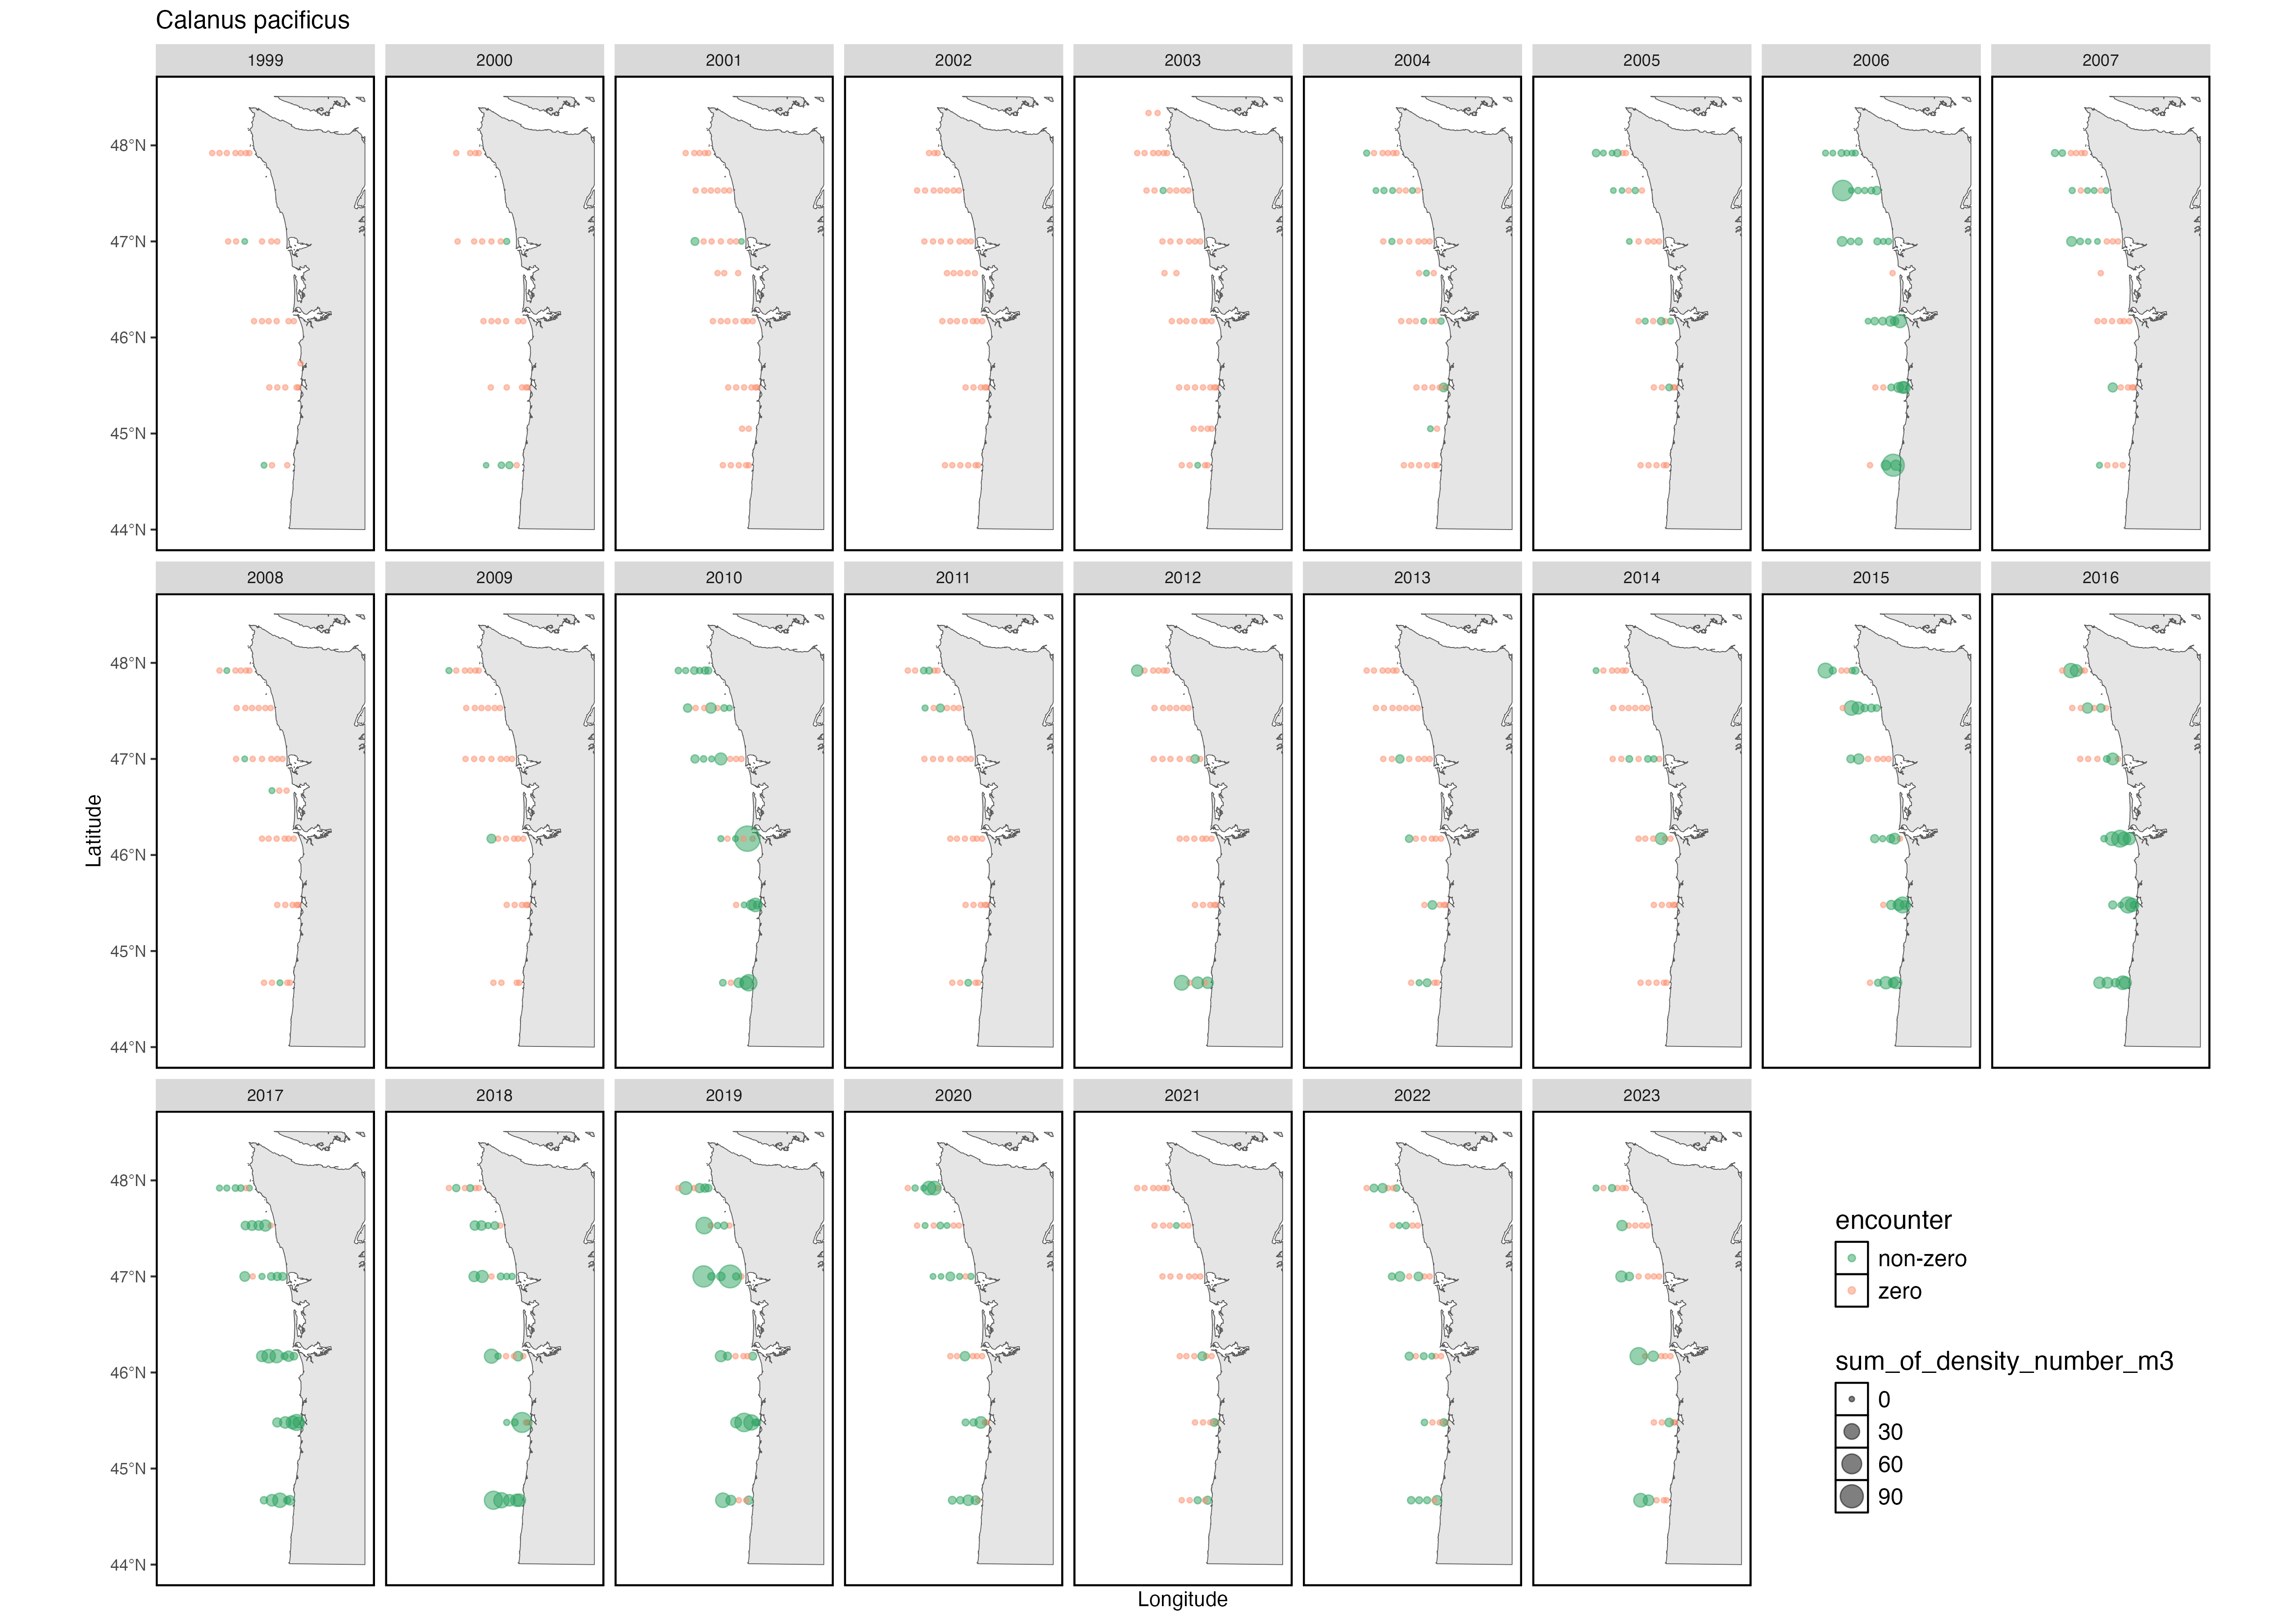 Calanus pacificus
1999 2000 2001 2002 2003 2004 2005 2006 2007
48°N
47°N
46°N
45°N
44°N
2008 2009 2010 2011 2012 2013 2014 2015 2016
48°N
47°N
46°N
45°N
44°N
Latitude
2017 2018 2019 2020 2021 2022 2023
48°N
47°N
46°N
45°N
44°N
Longitude
encounter
non-zero
zero
sum_of_density_number_m3
0
30
60
90